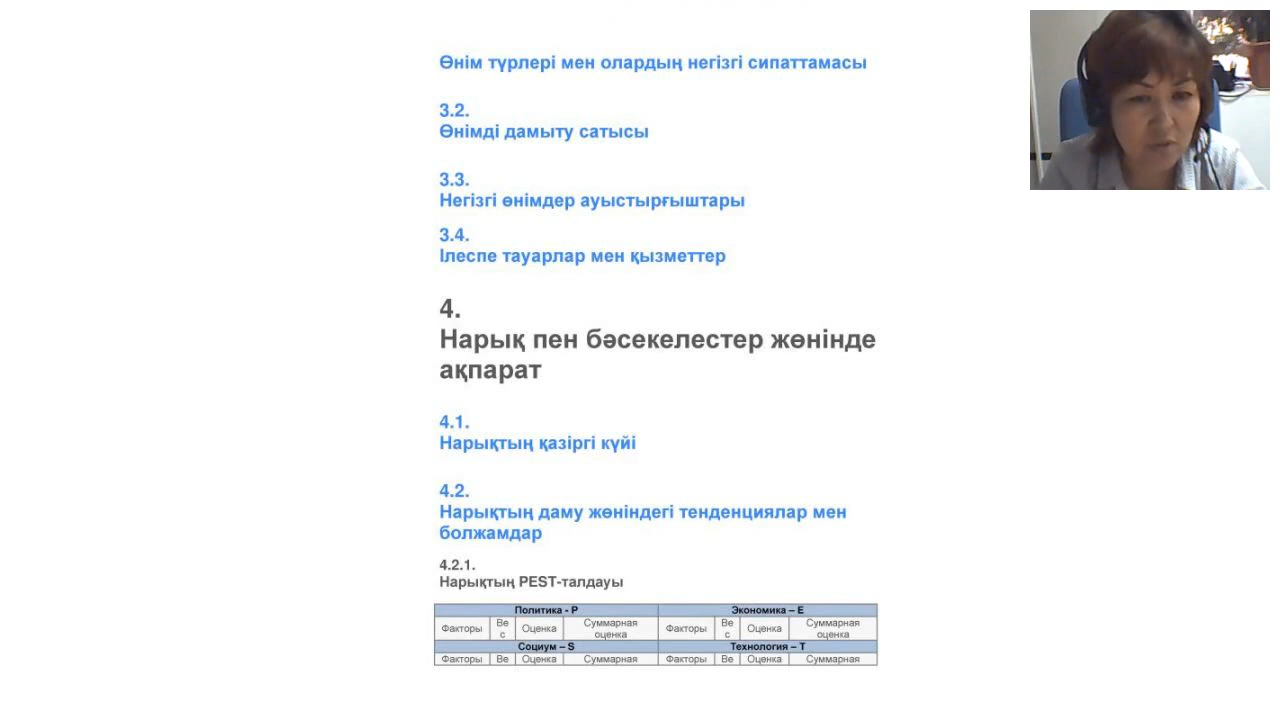 Өнім түрлері мен олардың негізгі сипаттамасы
3.2.
Өнімді дамыту сатысы
3.3.
Негізгі өнімдер ауыстырғыштары
3.4.
Ілеспе тауарлар мен қызметтер
4.
Нарық пен бәсекелестер жөнінде
ақпарат
4.1.
Нарықтың қазіргі күйі
4.2.
Нарықтың даму жөніндегі тенденциялар мен
болжамдар
4.2.1.
Нарықтың PEST-талдауы
Политика - P Экономика – E
Факторы Ве Оценка Суммарная Факторы Ве Оценка Суммарная
с оценка с оценка
Социум – S Технология – T
Факторы Ве Оценка Суммарная Факторы Ве Оценка Суммарная